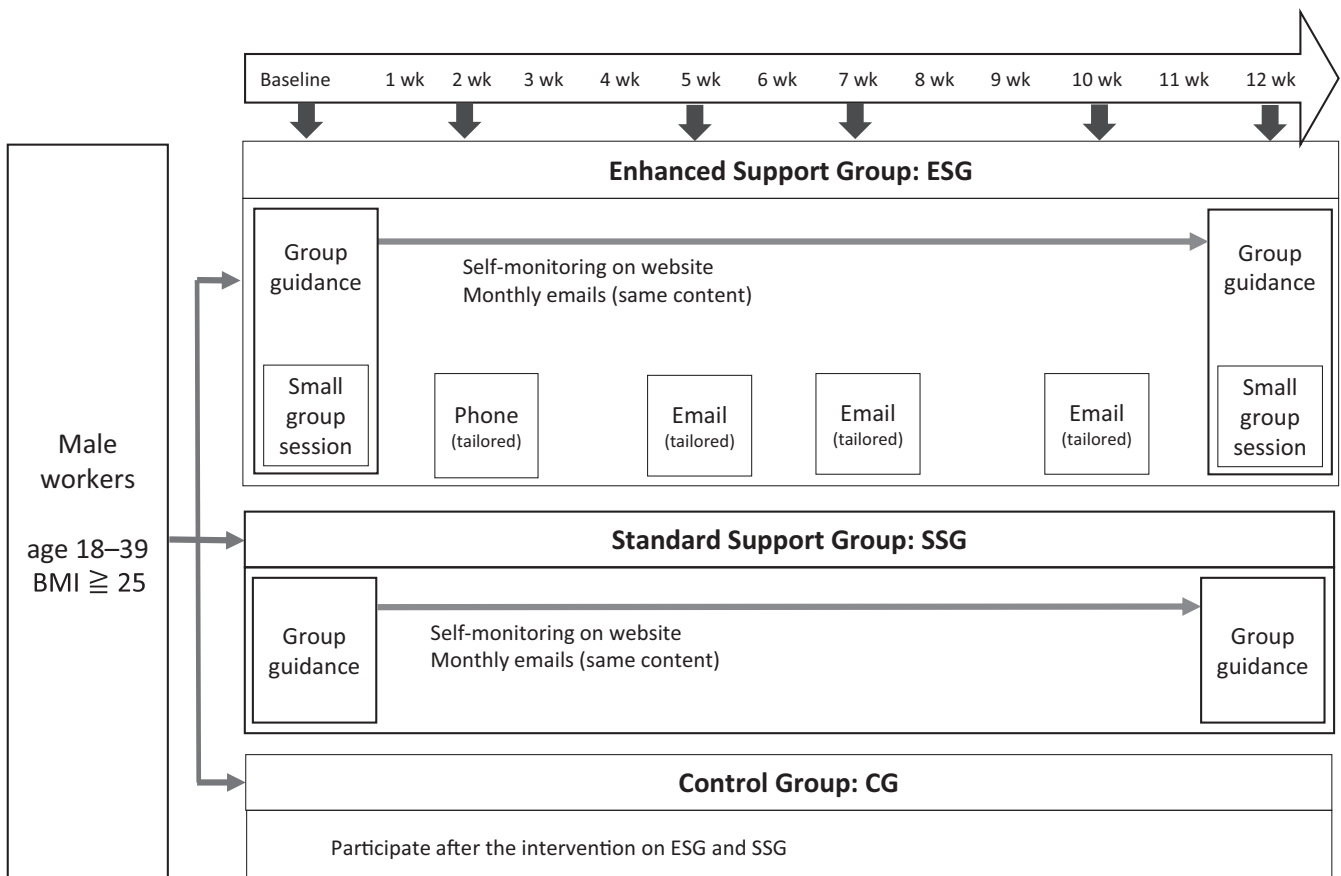 Baseline 1 wk 2 wk 3 wk 4 wk 5 wk 6 wk 7 wk 8 wk 9 wk 10 wk 11 wk 12 wk
Male
workers
age 18–39
BMI ≧ 25
Enhanced Support Group: ESG
Group
guidance
Small
group
session
Self-monitoring on website
Monthly emails (same content)
Phone
(tailored)
Email
(tailored)
Email
(tailored)
Email
(tailored)
Group
guidance
Small
group
session
Standard Support Group: SSG
Group
guidance
Self-monitoring on website
Monthly emails (same content)
Group
guidance
Control Group: CG
Participate after the intervention on ESG and SSG